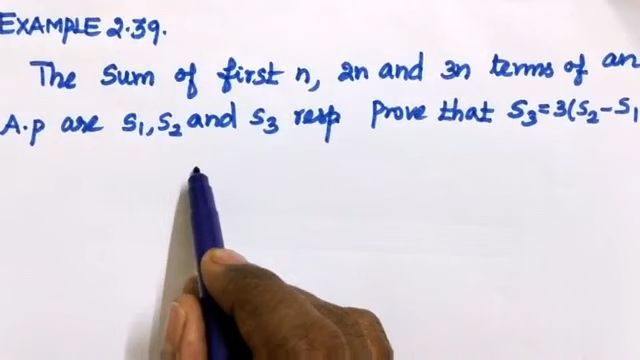 EXAMPLE 2.39.
The Sum of first n, 2n and 3n terms of an
A.p are S₁, S₂ and S₃ resp Prove that S₃=3(S₂-S₁